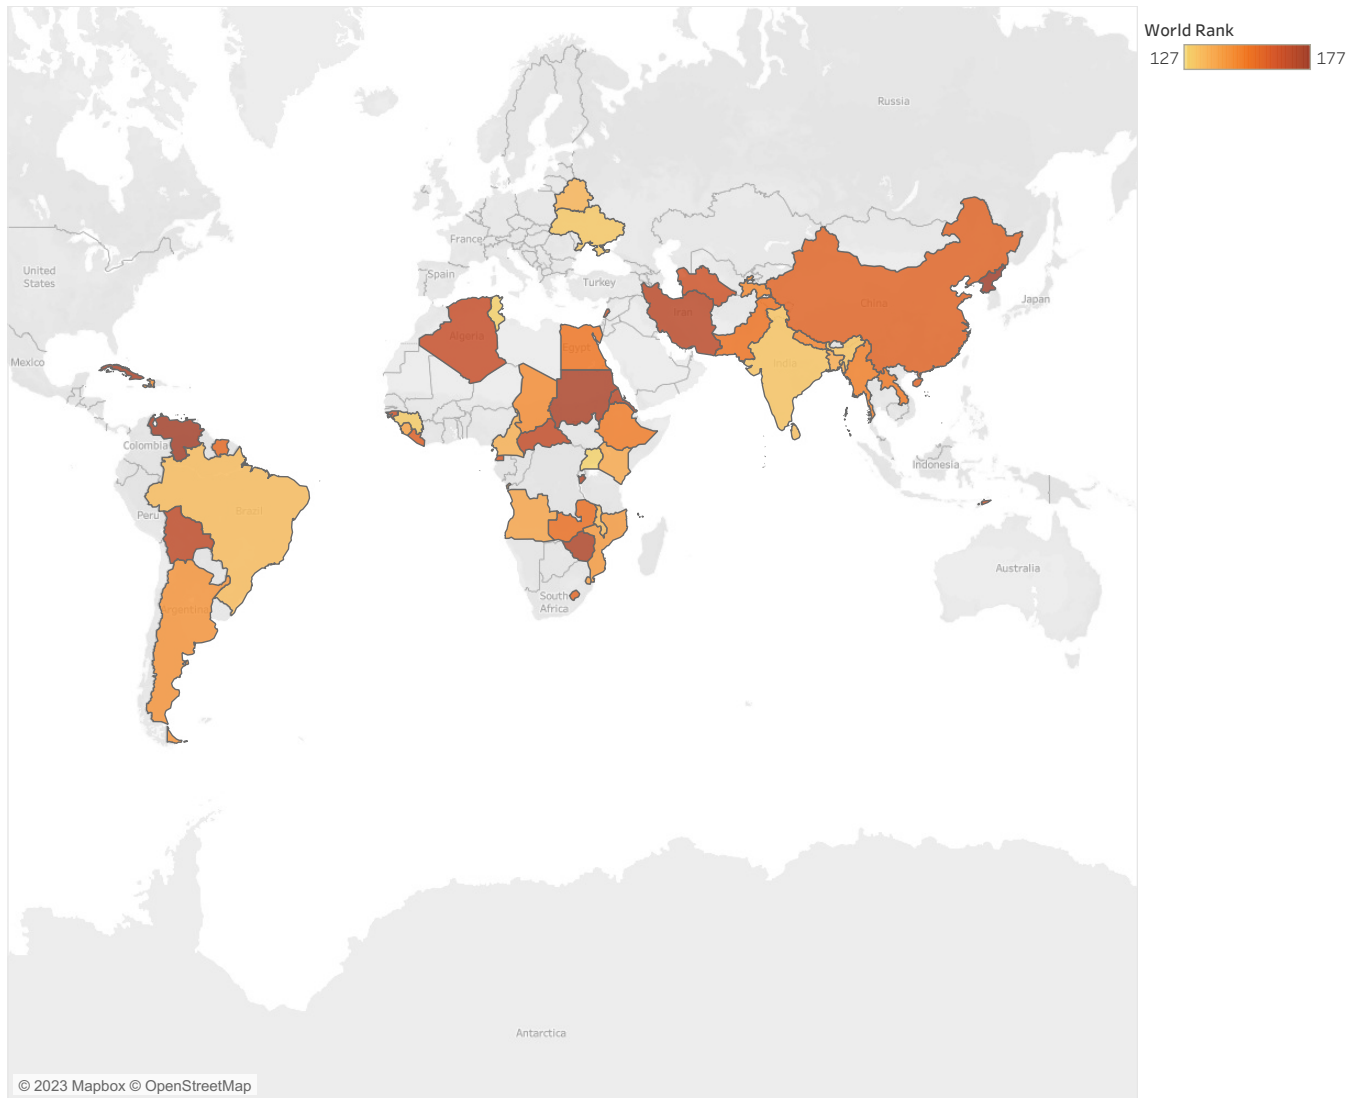 World Rank
127
177
Russia
United
States
France
Spain
Turkey
China
Japan
Iran
Algeria
Egypt
Mexico
India
Colombia
Indonesia
Peru
Brazil
Australia
South
Africa
Argentina
Antarctica
© 2023 Mapbox © OpenStreetMap